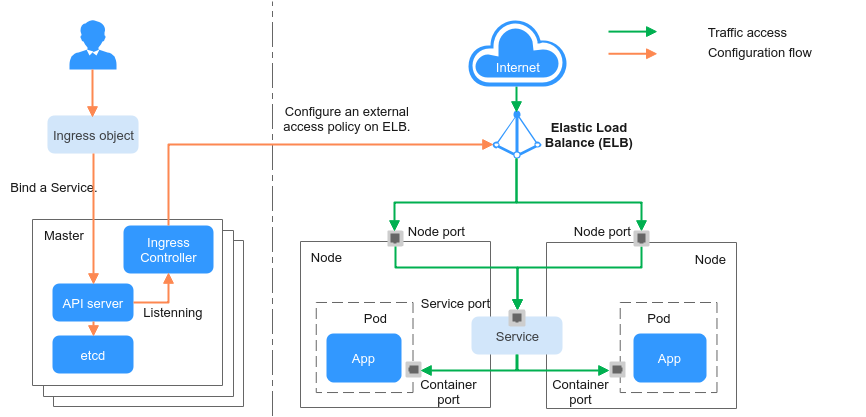 Traffic access
Configuration flow
Internet
Configure an external
access policy on ELB.
Elastic Load
Balance (ELB)
Ingress object
Bind a Service.
Master
Ingress
Controller
API server
Listenning
etcd
Node port
Node port
Node
Node
Service port
Pod
Pod
Service
App
App
Container
port
Container
port